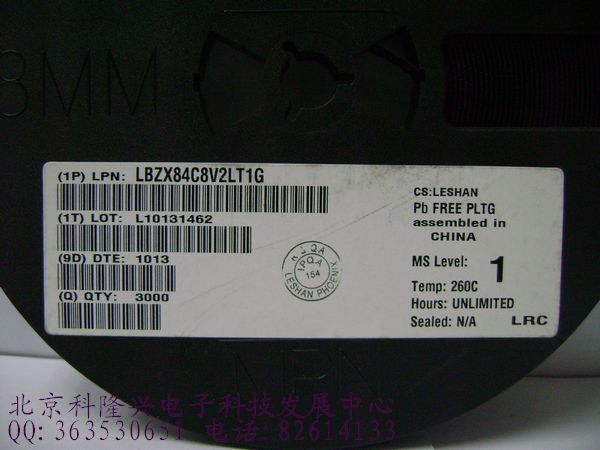 8MM
(1P) LPN: LBZX84C8V2LT1G
(1T) LOT: L10131462
(9D) DTE: 1013
(Q) QTY: 3000
CS:LESHAN
Pb FREE PLTG
assembled in
CHINA
MS Level: 1
Temp: 260C
Hours: UNLIMITED
Sealed: N/A LRC
QA
I.P.Q.A
154
LESHAN PHOENIX
北京科隆兴电子科技发展中心
QQ:363530651 电话:82614133